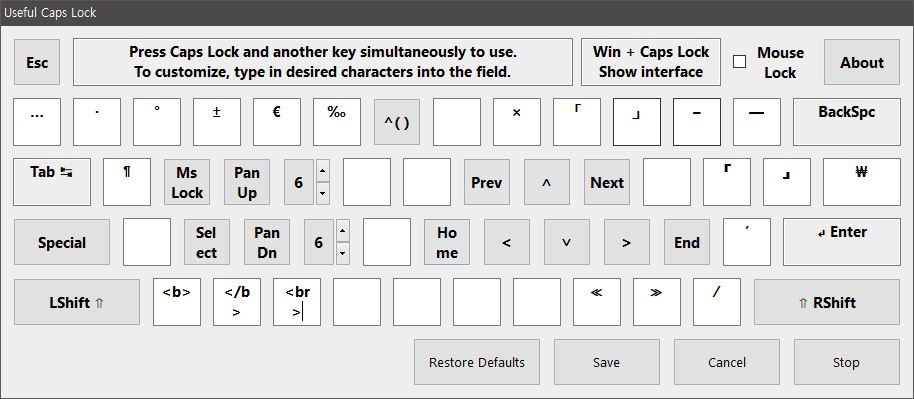 Useful Caps Lock
Esc
Press Caps Lock and another key simultaneously to use.
To customize, type in desired characters into the field.
Win + Caps Lock
Show interface
Mouse
Lock
About
… · ° ± € ‰ ^() × 「 」 – — BackSpc
Tab ↹ ¶ Ms
Lock Pan
Up 6 Prev ^ Next 『 』 ₩
Special Sel
ect Pan
Dn 6 Ho
me < ˅ > End ′ ↲ Enter
LShift ⇧ <b> </b
> <br
> ≪ ≫ / ⇧ RShift
Restore Defaults Save Cancel Stop